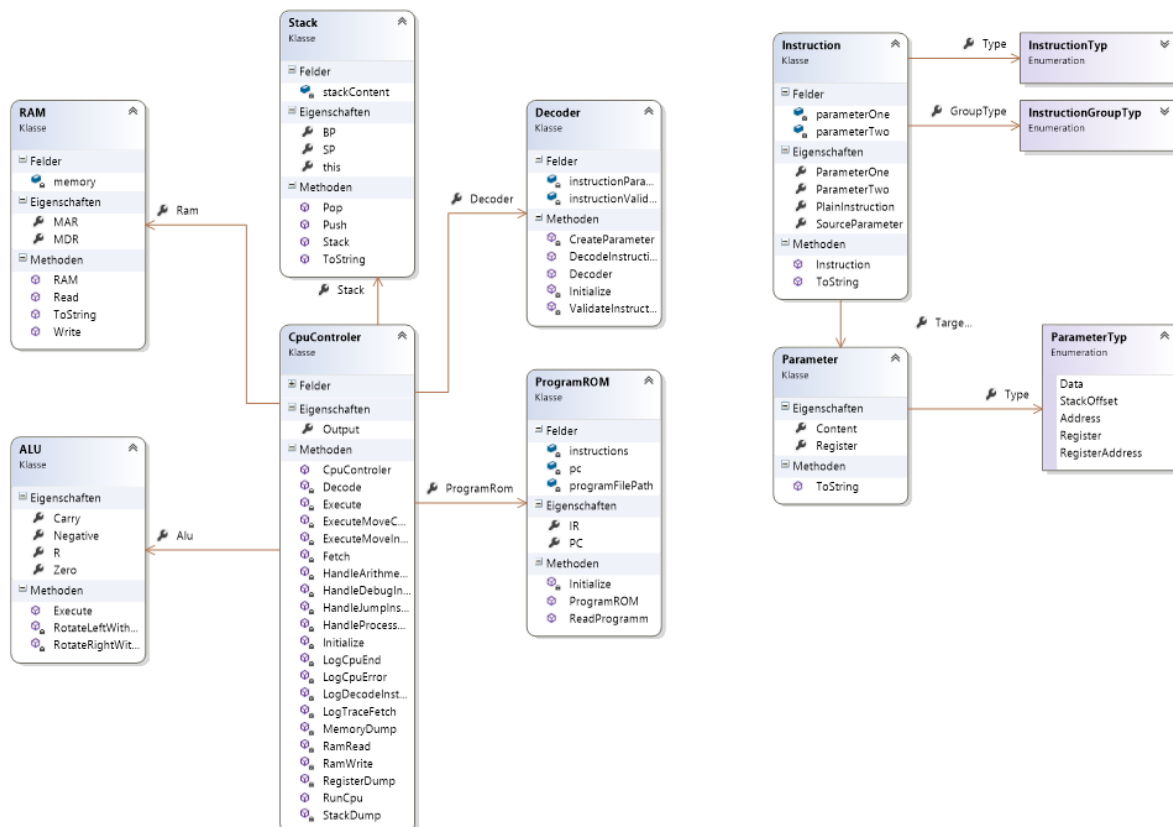 Stack
Klasse
Felder
stackContent
Eigenschaften
BP
SP
this
Methoden
Pop
Push
Stack
ToString
RAM
Klasse
Felder
memory
Eigenschaften
MAR
MDR
Methoden
RAM
Read
ToString
Write
Ram
Decoder
Stack
Decoder
Klasse
Felder
instructionPara...
instructionValid...
Methoden
CreateParameter
DecodeInstructi...
Decoder
Initialize
ValidateInstruct...
ALU
Klasse
Eigenschaften
Carry
Negative
R
Zero
Methoden
Execute
RotateLeftWith...
RotateRightWit...
Alu
CpuControler
Klasse
Felder
Eigenschaften
Output
Methoden
CpuControler
Decode
Execute
ExecuteMoveC...
ExecuteMoveIn...
Fetch
HandleArithme...
HandleDebugIn...
HandleJumpIns...
HandleProcess...
Initialize
LogCpuEnd
LogCpuError
LogDecodeInst...
LogTraceFetch
MemoryDump
RamRead
RamWrite
RegisterDump
RunCpu
StackDump
ProgramRom
ProgramROM
Klasse
Felder
instructions
pc
programFilePath
Eigenschaften
IR
PC
Methoden
Initialize
ProgramROM
ReadProgramm
Instruction
Klasse
Felder
parameterOne
parameterTwo
Eigenschaften
ParameterOne
ParameterTwo
PlainInstruction
SourceParameter
Methoden
Instruction
ToString
Type
InstructionTyp
Enumeration
GroupType
InstructionGroupTyp
Enumeration
Targe...
Parameter
Klasse
Eigenschaften
Content
Register
Methoden
ToString
Type
ParameterTyp
Enumeration
Data
StackOffset
Address
Register
RegisterAddress